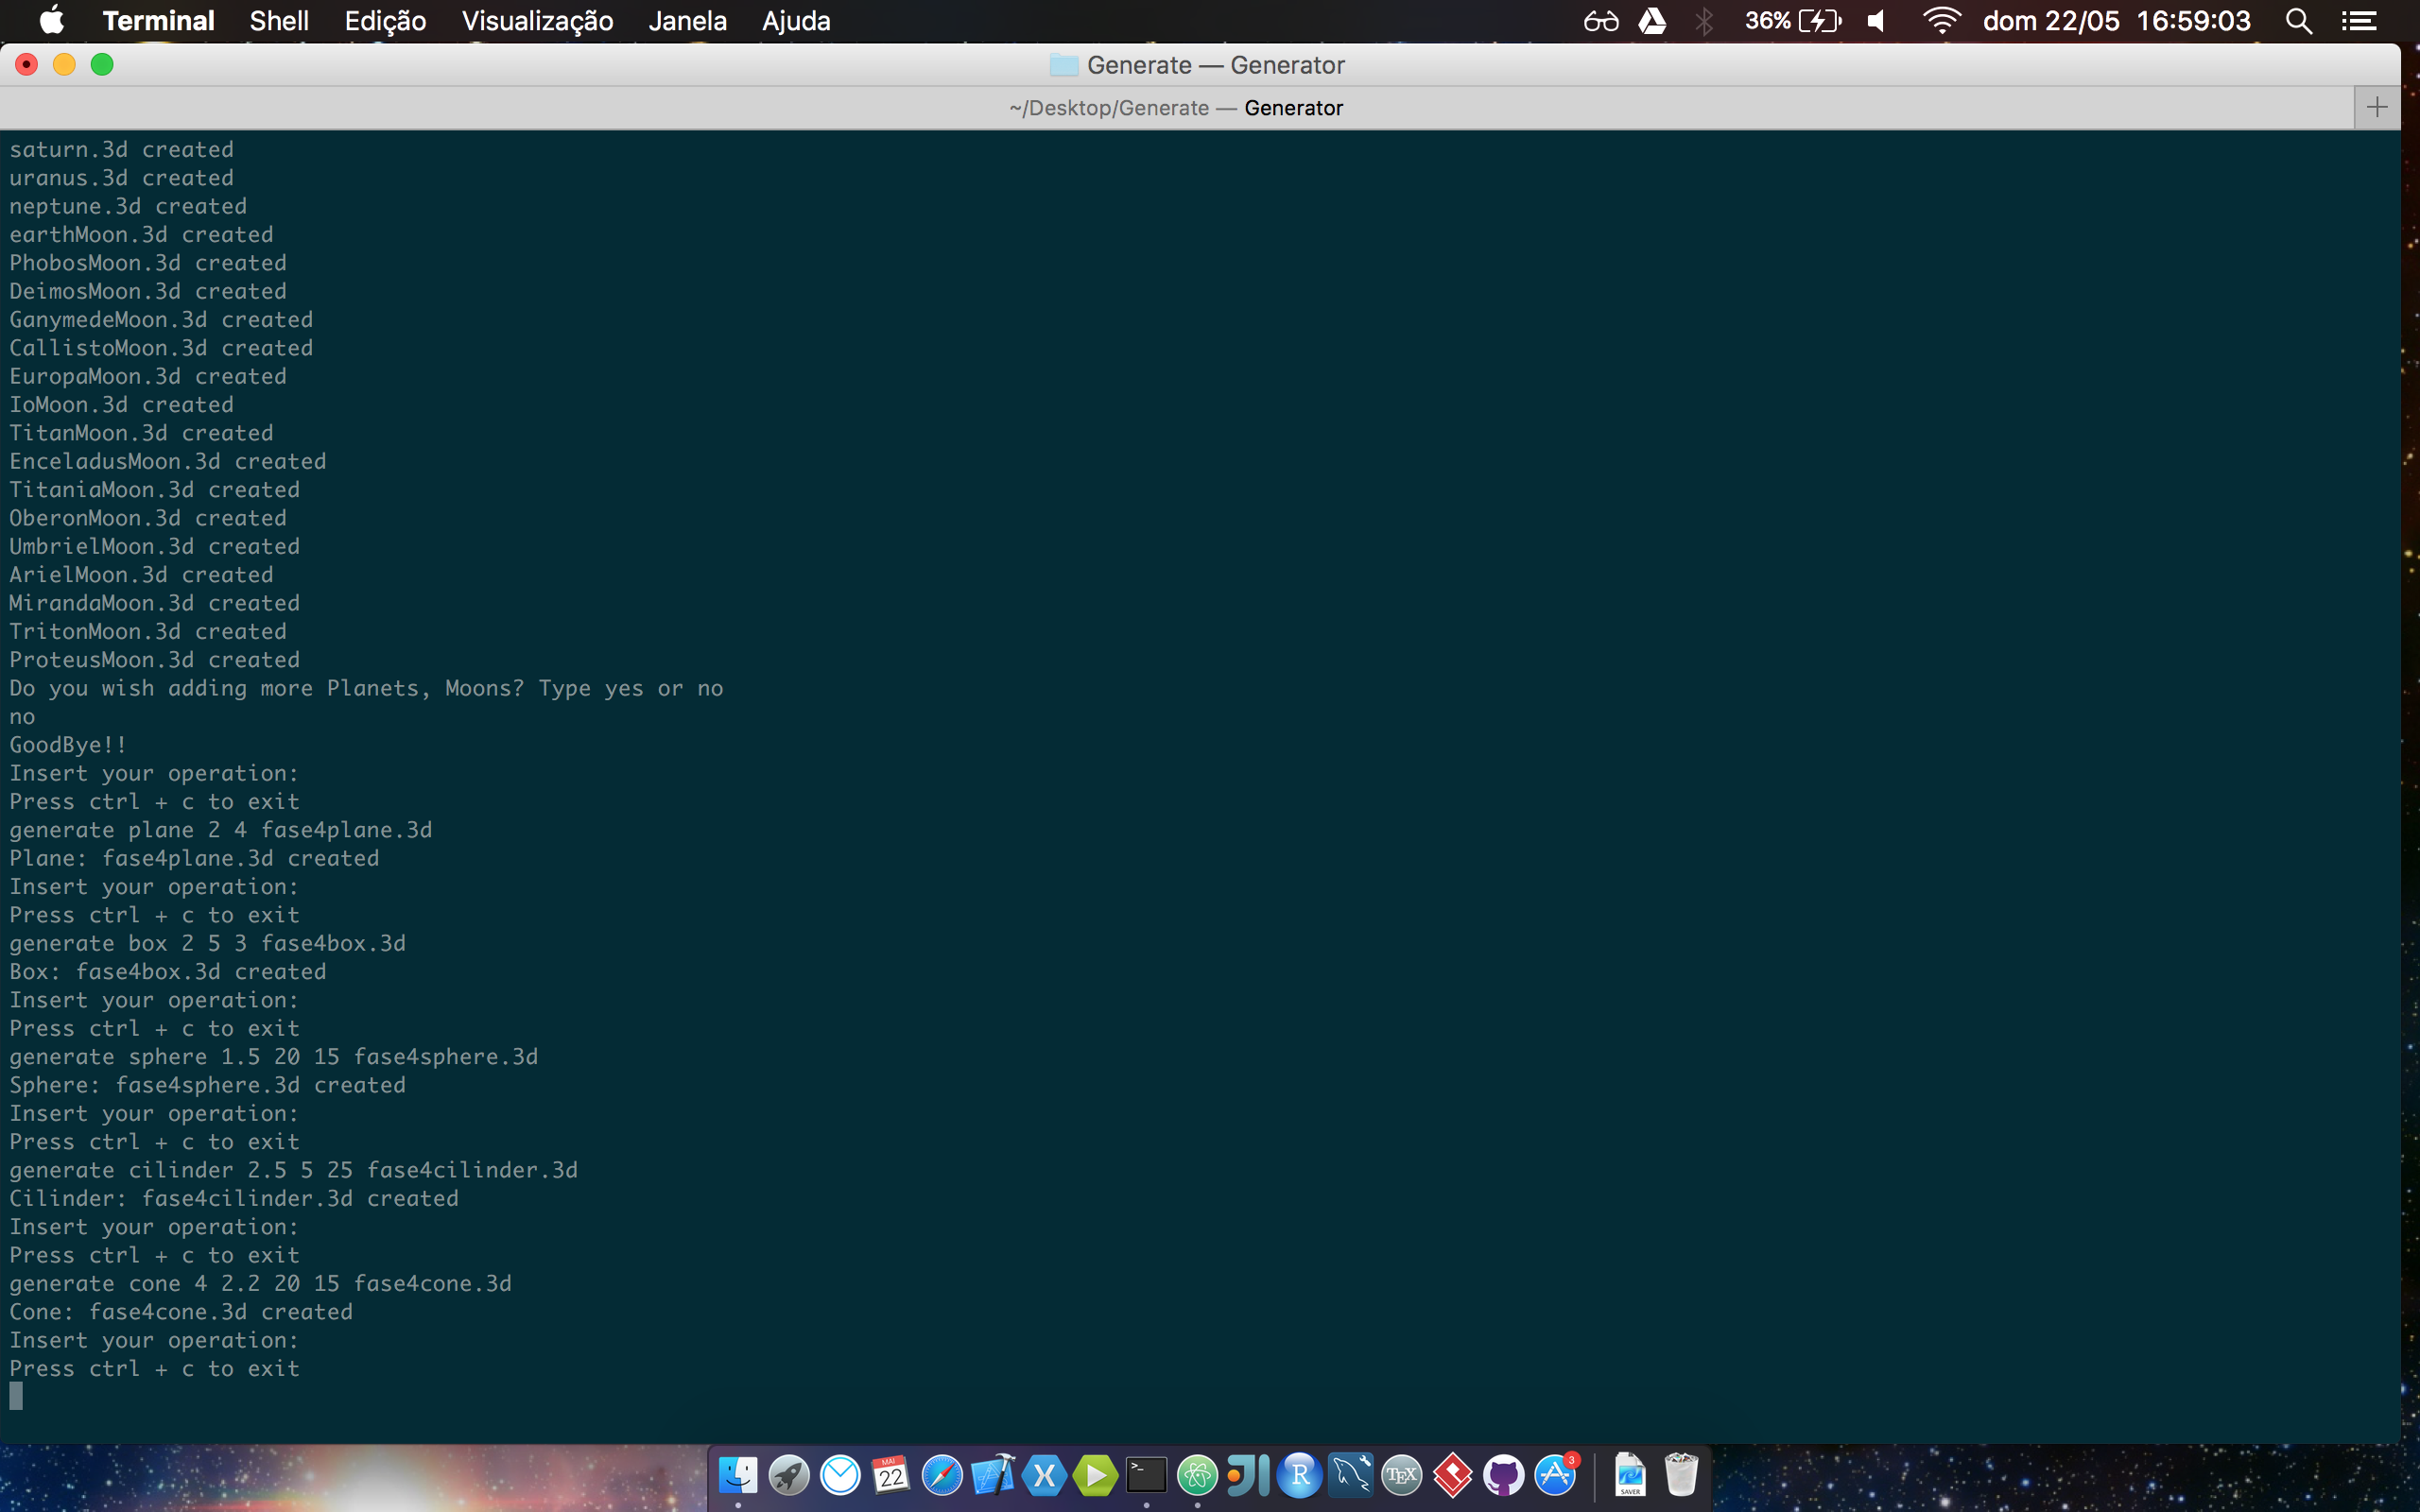 Terminal Shell Edição Visualização Janela Ajuda 36% dom 22/05 16:59:03
Generate — Generator
~/Desktop/Generate — Generator
saturn.3d created
uranus.3d created
neptune.3d created
earthMoon.3d created
PhobosMoon.3d created
DeimosMoon.3d created
GanymedeMoon.3d created
CallistoMoon.3d created
EuropaMoon.3d created
IoMoon.3d created
TitanMoon.3d created
EnceladusMoon.3d created
TitaniaMoon.3d created
OberonMoon.3d created
UmbrielMoon.3d created
ArielMoon.3d created
MirandaMoon.3d created
TritonMoon.3d created
ProteusMoon.3d created
Do you wish adding more Planets, Moons? Type yes or no
no
GoodBye!!
Insert your operation:
Press ctrl + c to exit
generate plane 2 4 fase4plane.3d
Plane: fase4plane.3d created
Insert your operation:
Press ctrl + c to exit
generate box 2 5 3 fase4box.3d
Box: fase4box.3d created
Insert your operation:
Press ctrl + c to exit
generate sphere 1.5 20 15 fase4sphere.3d
Sphere: fase4sphere.3d created
Insert your operation:
Press ctrl + c to exit
generate cilinder 2.5 5 25 fase4cilinder.3d
Cilinder: fase4cilinder.3d created
Insert your operation:
Press ctrl + c to exit
generate cone 4 2.2 20 15 fase4cone.3d
Cone: fase4cone.3d created
Insert your operation:
Press ctrl + c to exit
MAI
22
X
>_
R
TEX
3
SAVER